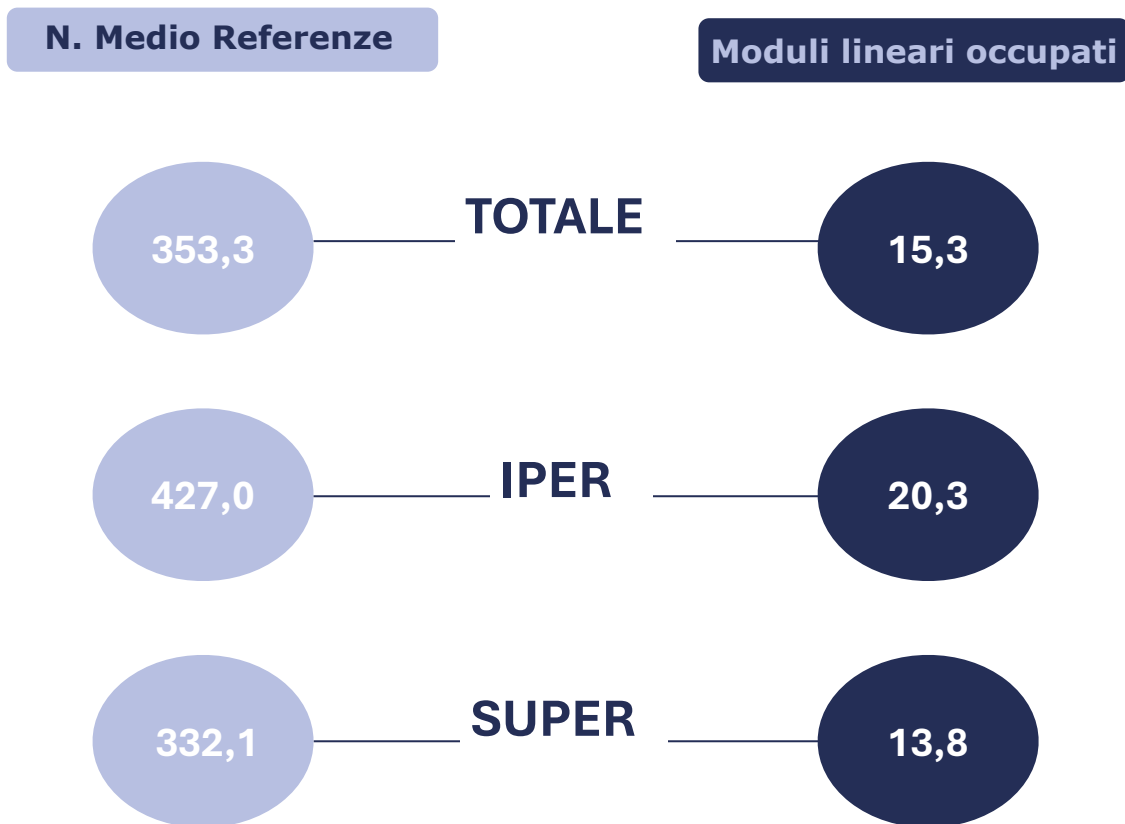 N. Medio Referenze
Moduli lineari occupati
353,3
TOTALE
15,3
427,0
IPER
20,3
332,1
SUPER
13,8